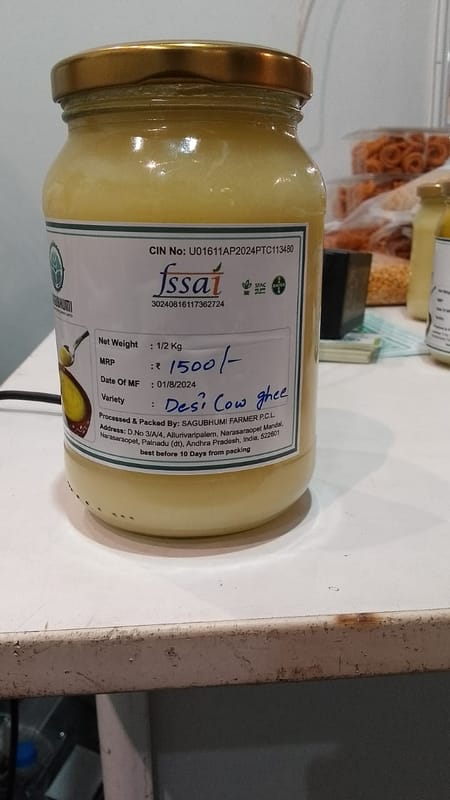 CIN No: U01611AP2024PTC113480
fssai
30240816117362724
Net Weight : 1/2 Kg
MRP : ₹ 1500/-
Date Of MF : 01/8/2024
Variety : Desi Cow ghee
Processed & Packed By: SAGUBHUMI FARMER P.C.L.
Address: D.No 3/A/4, Allurivaripalem, Narasaraopet Mandal,
Narasaraopet, Palnadu (dt), Andhra Pradesh, India, 522601
best before 10 Days from packing